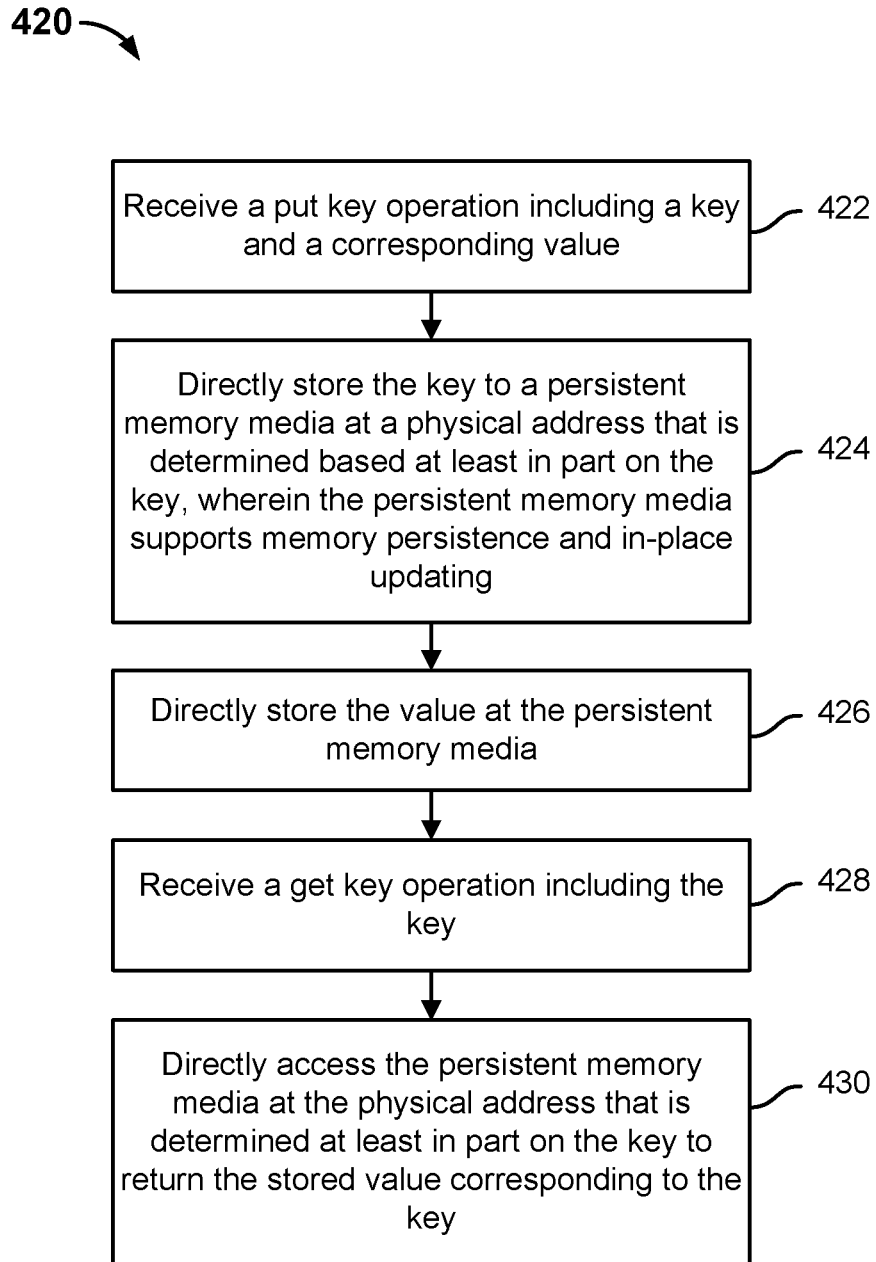 420
Receive a put key operation including a key
and a corresponding value
422
Directly store the key to a persistent
memory media at a physical address that is
determined based at least in part on the
key, wherein the persistent memory media
supports memory persistence and in-place
updating
424
Directly store the value at the persistent
memory media
426
Receive a get key operation including the
key
428
Directly access the persistent memory
media at the physical address that is
determined at least in part on the key to
return the stored value corresponding to the
key
430